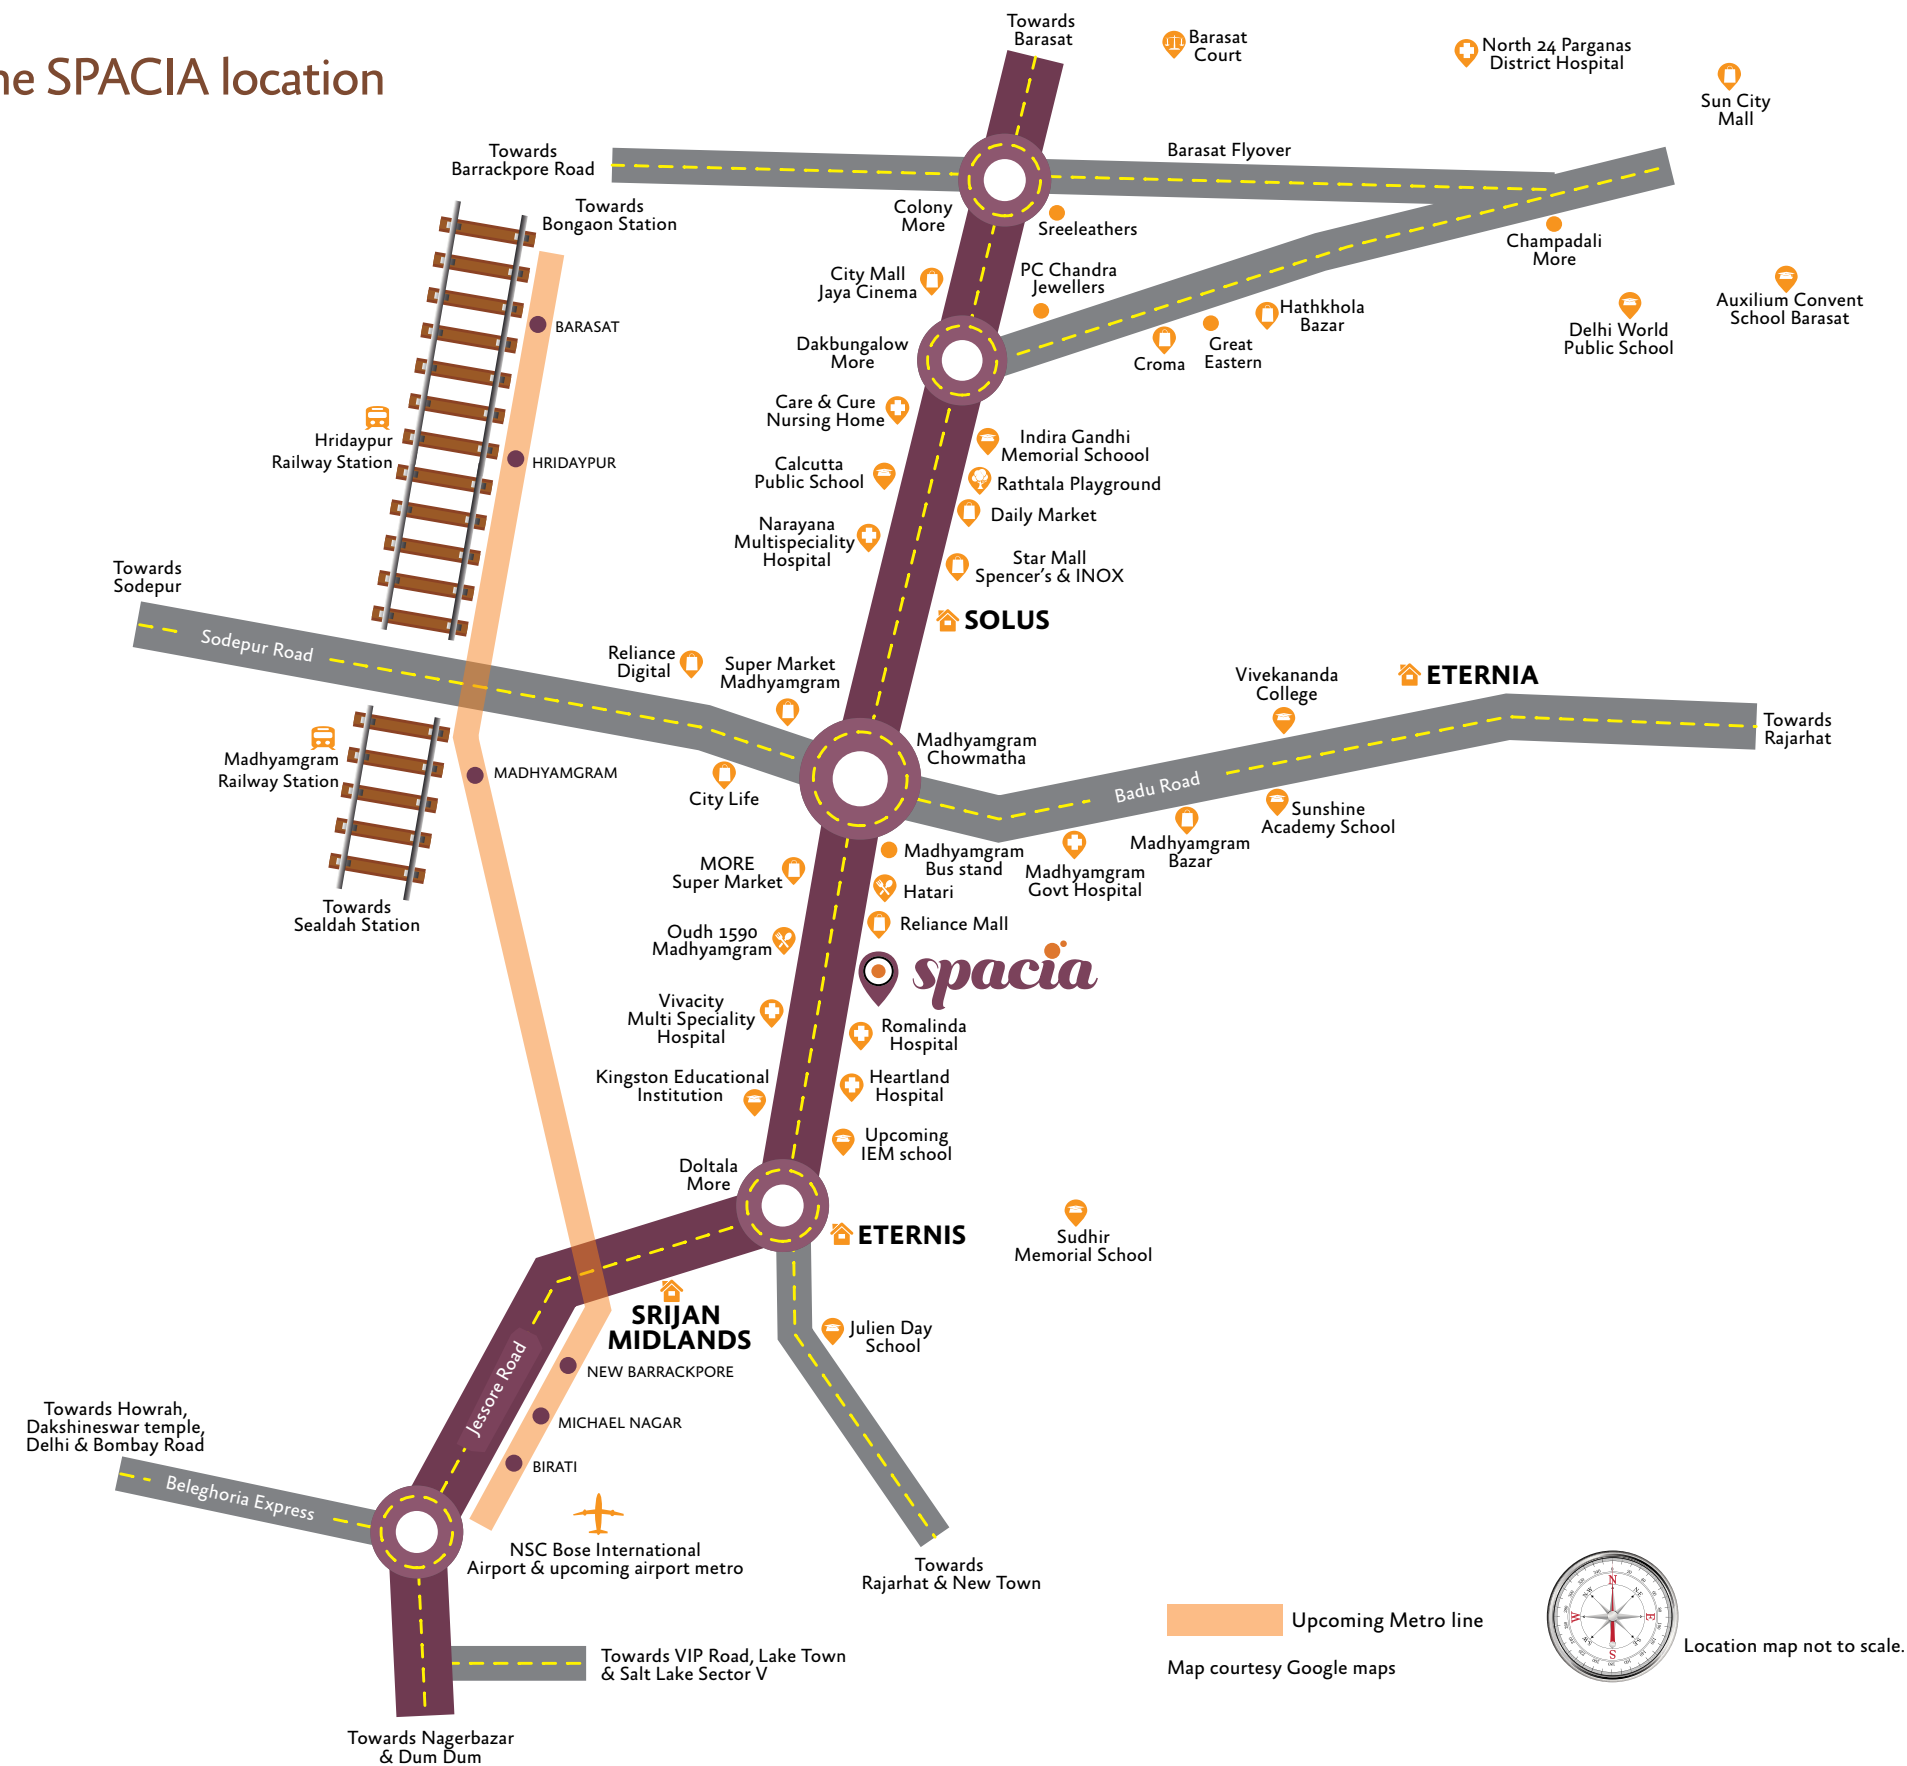 he SPACIA location
Towards
Barasat
Barasat
Court
North 24 Parganas
District Hospital
Sun City
Mall
Towards
Barrackpore Road
Barasat Flyover
Towards
Bongaon Station
Colony
More
Sreeleathers
Champadali
More
City Mall
Jaya Cinema
PC Chandra
Jewellers
Hathkhola
Bazar
Auxilium Convent
School Barasat
Delhi World
Public School
BARASAT
Dakbungalow
More
Croma
Great
Eastern
Care & Cure
Nursing Home
Hridaypur
Railway Station
HRIDAYPUR
Indira Gandhi
Memorial Schoool
Calcutta
Public School
Rathtala Playground
Daily Market
Narayana
Multispeciality
Hospital
Star Mall
Spencer's & INOX
Towards
Sodepur
SOLUS
Sodepur Road
Reliance
Digital
Super Market
Madhyamgram
Vivekananda
College
ETERNIA
Towards
Rajarhat
Madhyamgram
Chowmatha
Madhyamgram
Railway Station
MADHYAMGRAM
City Life
Badu Road
Sunshine
Academy School
Madhyamgram
Bazar
MORE
Super Market
Madhyamgram
Bus stand
Madhyamgram
Govt Hospital
Hatari
Towards
Sealdah Station
Reliance Mall
Oudh 1590
Madhyamgram
spacia
Vivacity
Multi Speciality
Hospital
Romalinda
Hospital
Kingston Educational
Institution
Heartland
Hospital
Upcoming
IEM school
Doltala
More
ETERNIS
Sudhir
Memorial School
SRIJAN
MIDLANDS
Julien Day
School
Jessore Road
NEW BARRACKPORE
MICHAEL NAGAR
BIRATI
Towards Howrah,
Dakshineswar temple,
Delhi & Bombay Road
Beleghoria Express
NSC Bose International
Airport & upcoming airport metro
Towards
Rajarhat & New Town
Upcoming Metro line
Map courtesy Google maps
N
W
E
S
Location map not to scale.
Towards VIP Road, Lake Town
& Salt Lake Sector V
Towards Nagerbazar
& Dum Dum